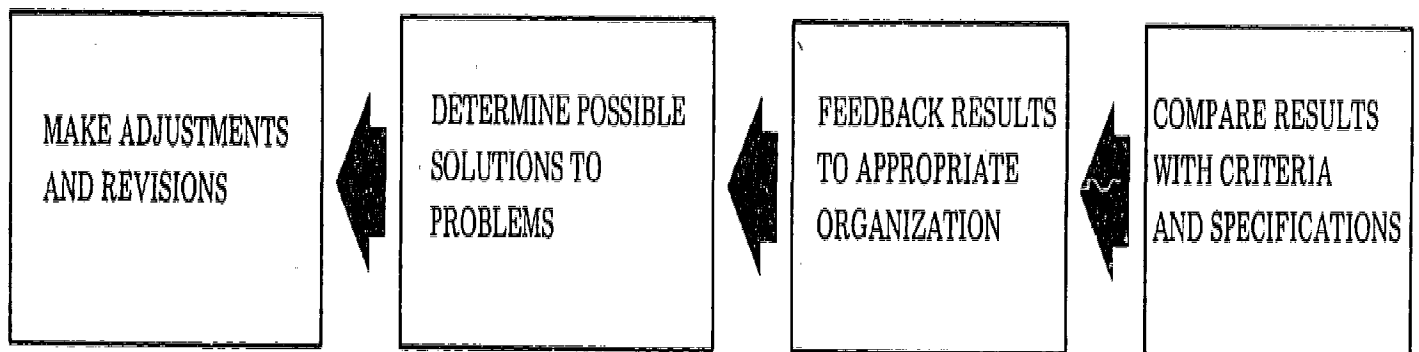 MAKE ADJUSTMENTS
AND REVISIONS
DETERMINE POSSIBLE
SOLUTIONS TO
PROBLEMS
FEEDBACK RESULTS
TO APPROPRIATE
ORGANIZATION
COMPARE RESULTS
WITH CRITERIA
AND SPECIFICATIONS